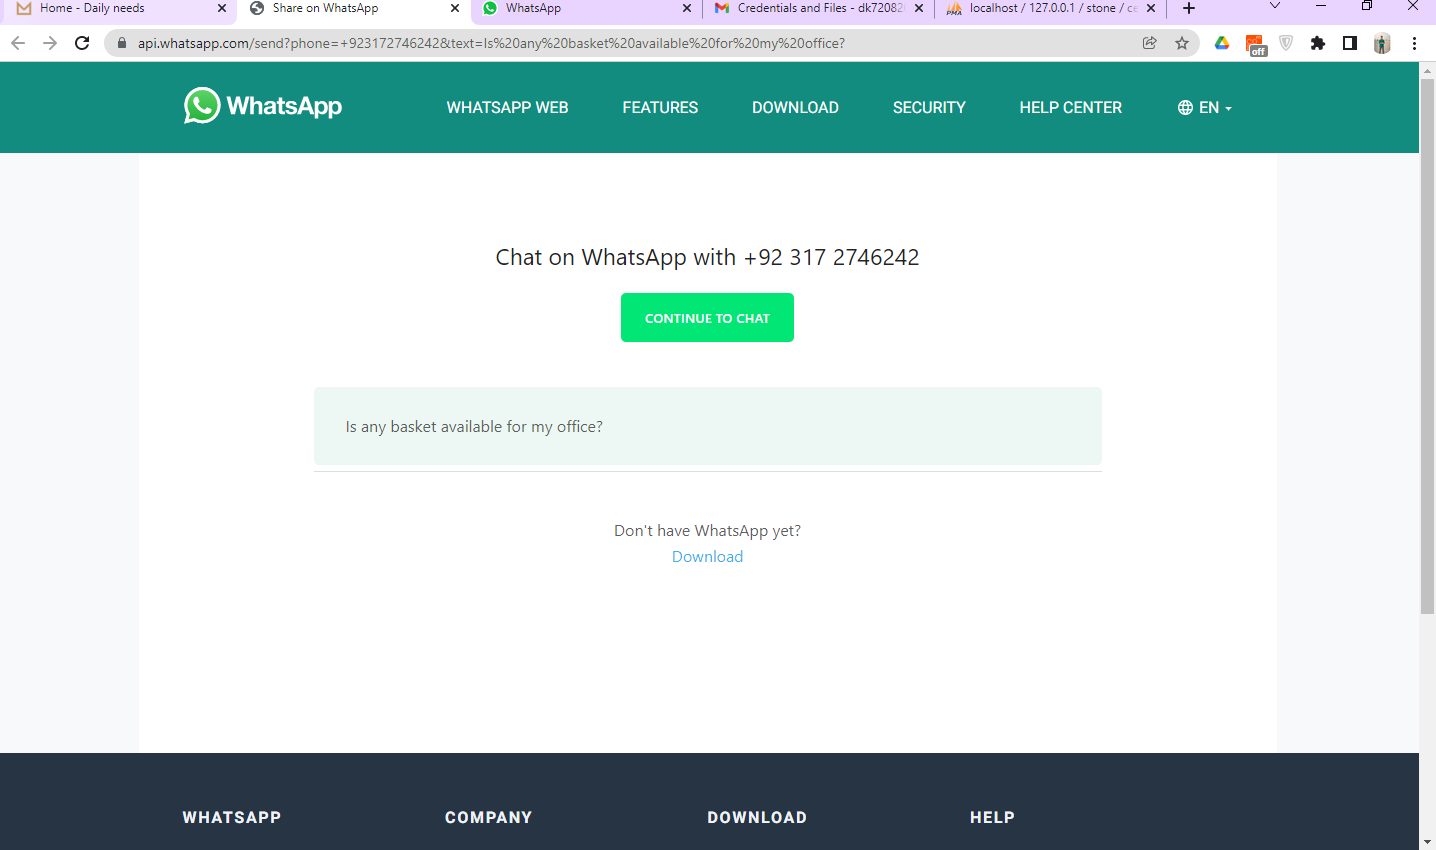 Home - Daily needs
Share on WhatsApp
WhatsApp
Credentials and Files - dk7208
localhost / 127.0.0.1 / stone / ce
api.whatsapp.com/send?phone=+923172746242&text=Is%20any%20basket%20available%20for%20my%20office?
off
WhatsApp
WHATSAPP WEB
FEATURES
DOWNLOAD
SECURITY
HELP CENTER
EN
Chat on WhatsApp with +92 317 2746242
CONTINUE TO CHAT
Is any basket available for my office?
Don't have WhatsApp yet?
Download
WHATSAPP
COMPANY
DOWNLOAD
HELP